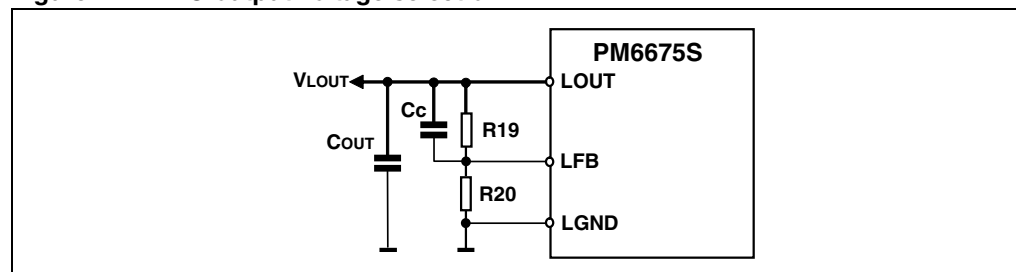 PM6675S
VLOUT
LOUT
Cc
R19
COUT
LFB
R20
LGND